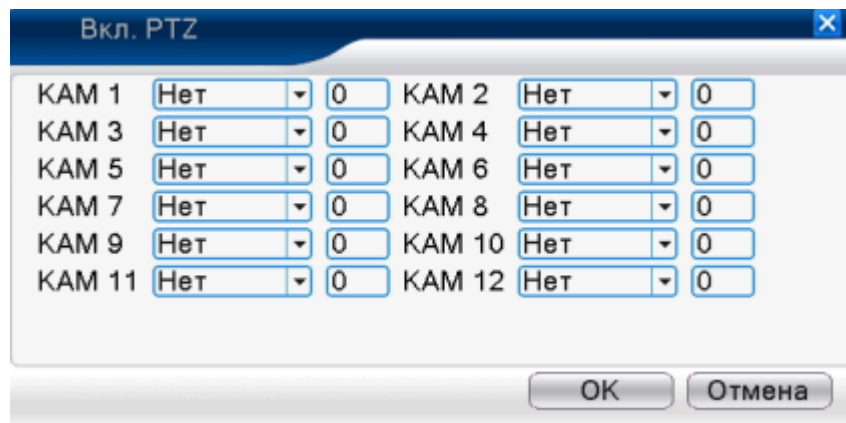 Вкл. PTZ
КАМ 1 Нет 0 КАМ 2 Нет 0
КАМ 3 Нет 0 КАМ 4 Нет 0
КАМ 5 Нет 0 КАМ 6 Нет 0
КАМ 7 Нет 0 КАМ 8 Нет 0
КАМ 9 Нет 0 КАМ 10 Нет 0
КАМ 11 Нет 0 КАМ 12 Нет 0
OK Отмена